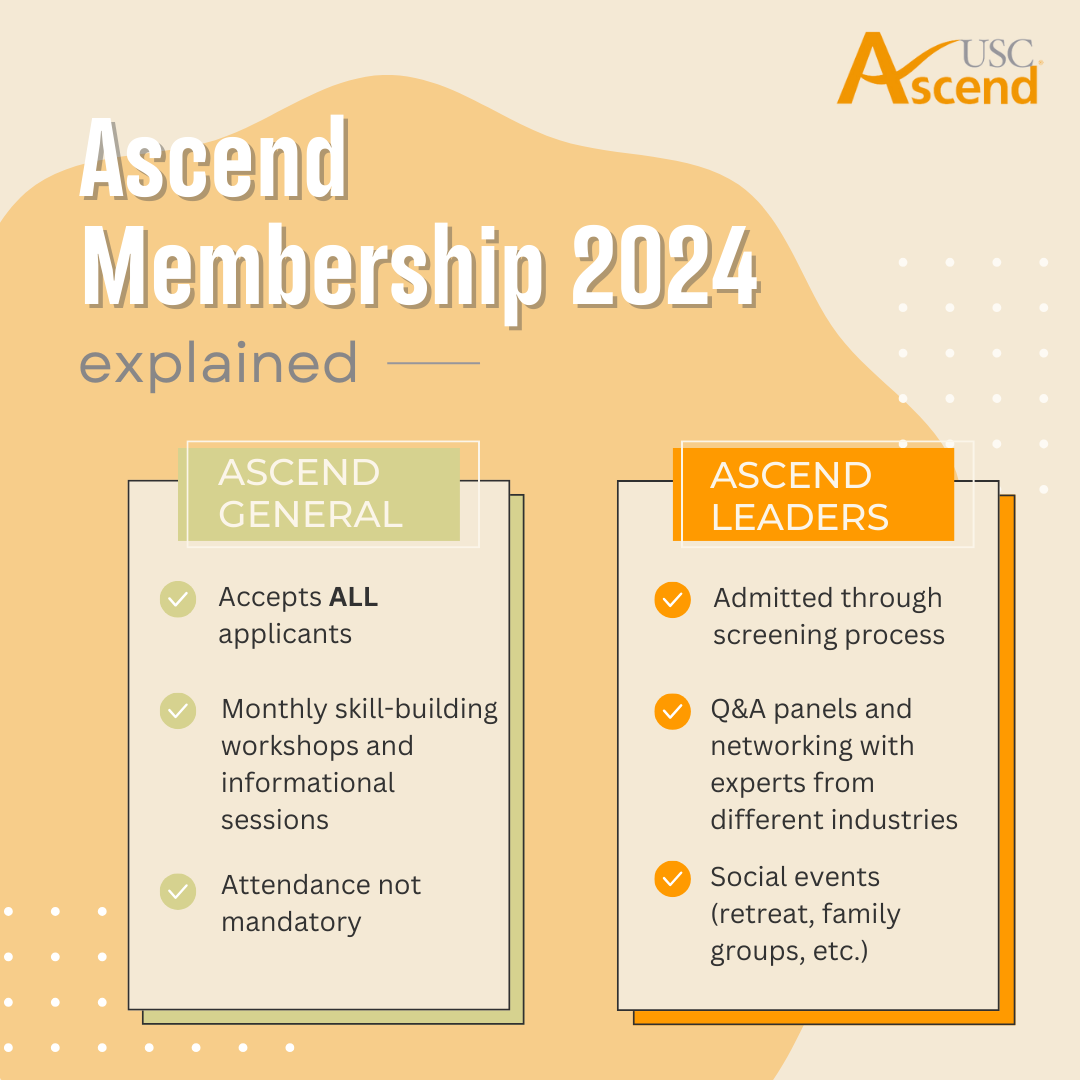 USC
Ascend
Ascend
Membership 2024
explained
ASCEND
GENERAL
Accepts ALL
applicants
Monthly skill-building
workshops and
informational
sessions
Attendance not
mandatory
ASCEND
LEADERS
Admitted through
screening process
Q&A panels and
networking with
experts from
different industries
Social events
(retreat, family
groups, etc.)